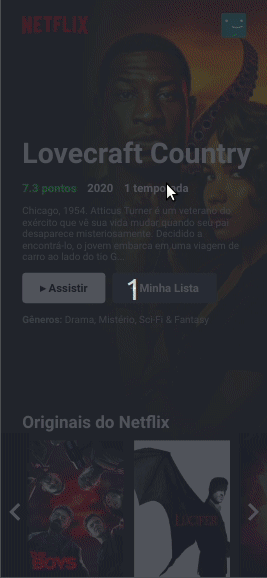 NETFLIX
Lovecraft Country
7.3 pontos 2020 1 temporada
Chicago, 1954. Atticus Turner é um veterano do
exército que vê sua vida mudar quando seu pai
desaparece misteriosamente. Decidido a
encontrá-lo, o jovem embarca em uma viagem de
carro ao lado do tio G...
▸ Assistir
1
Minha Lista
Gêneros: Drama, Mistério, Sci-Fi & Fantasy
Originais do Netflix
THE BOYS
LUCIFER